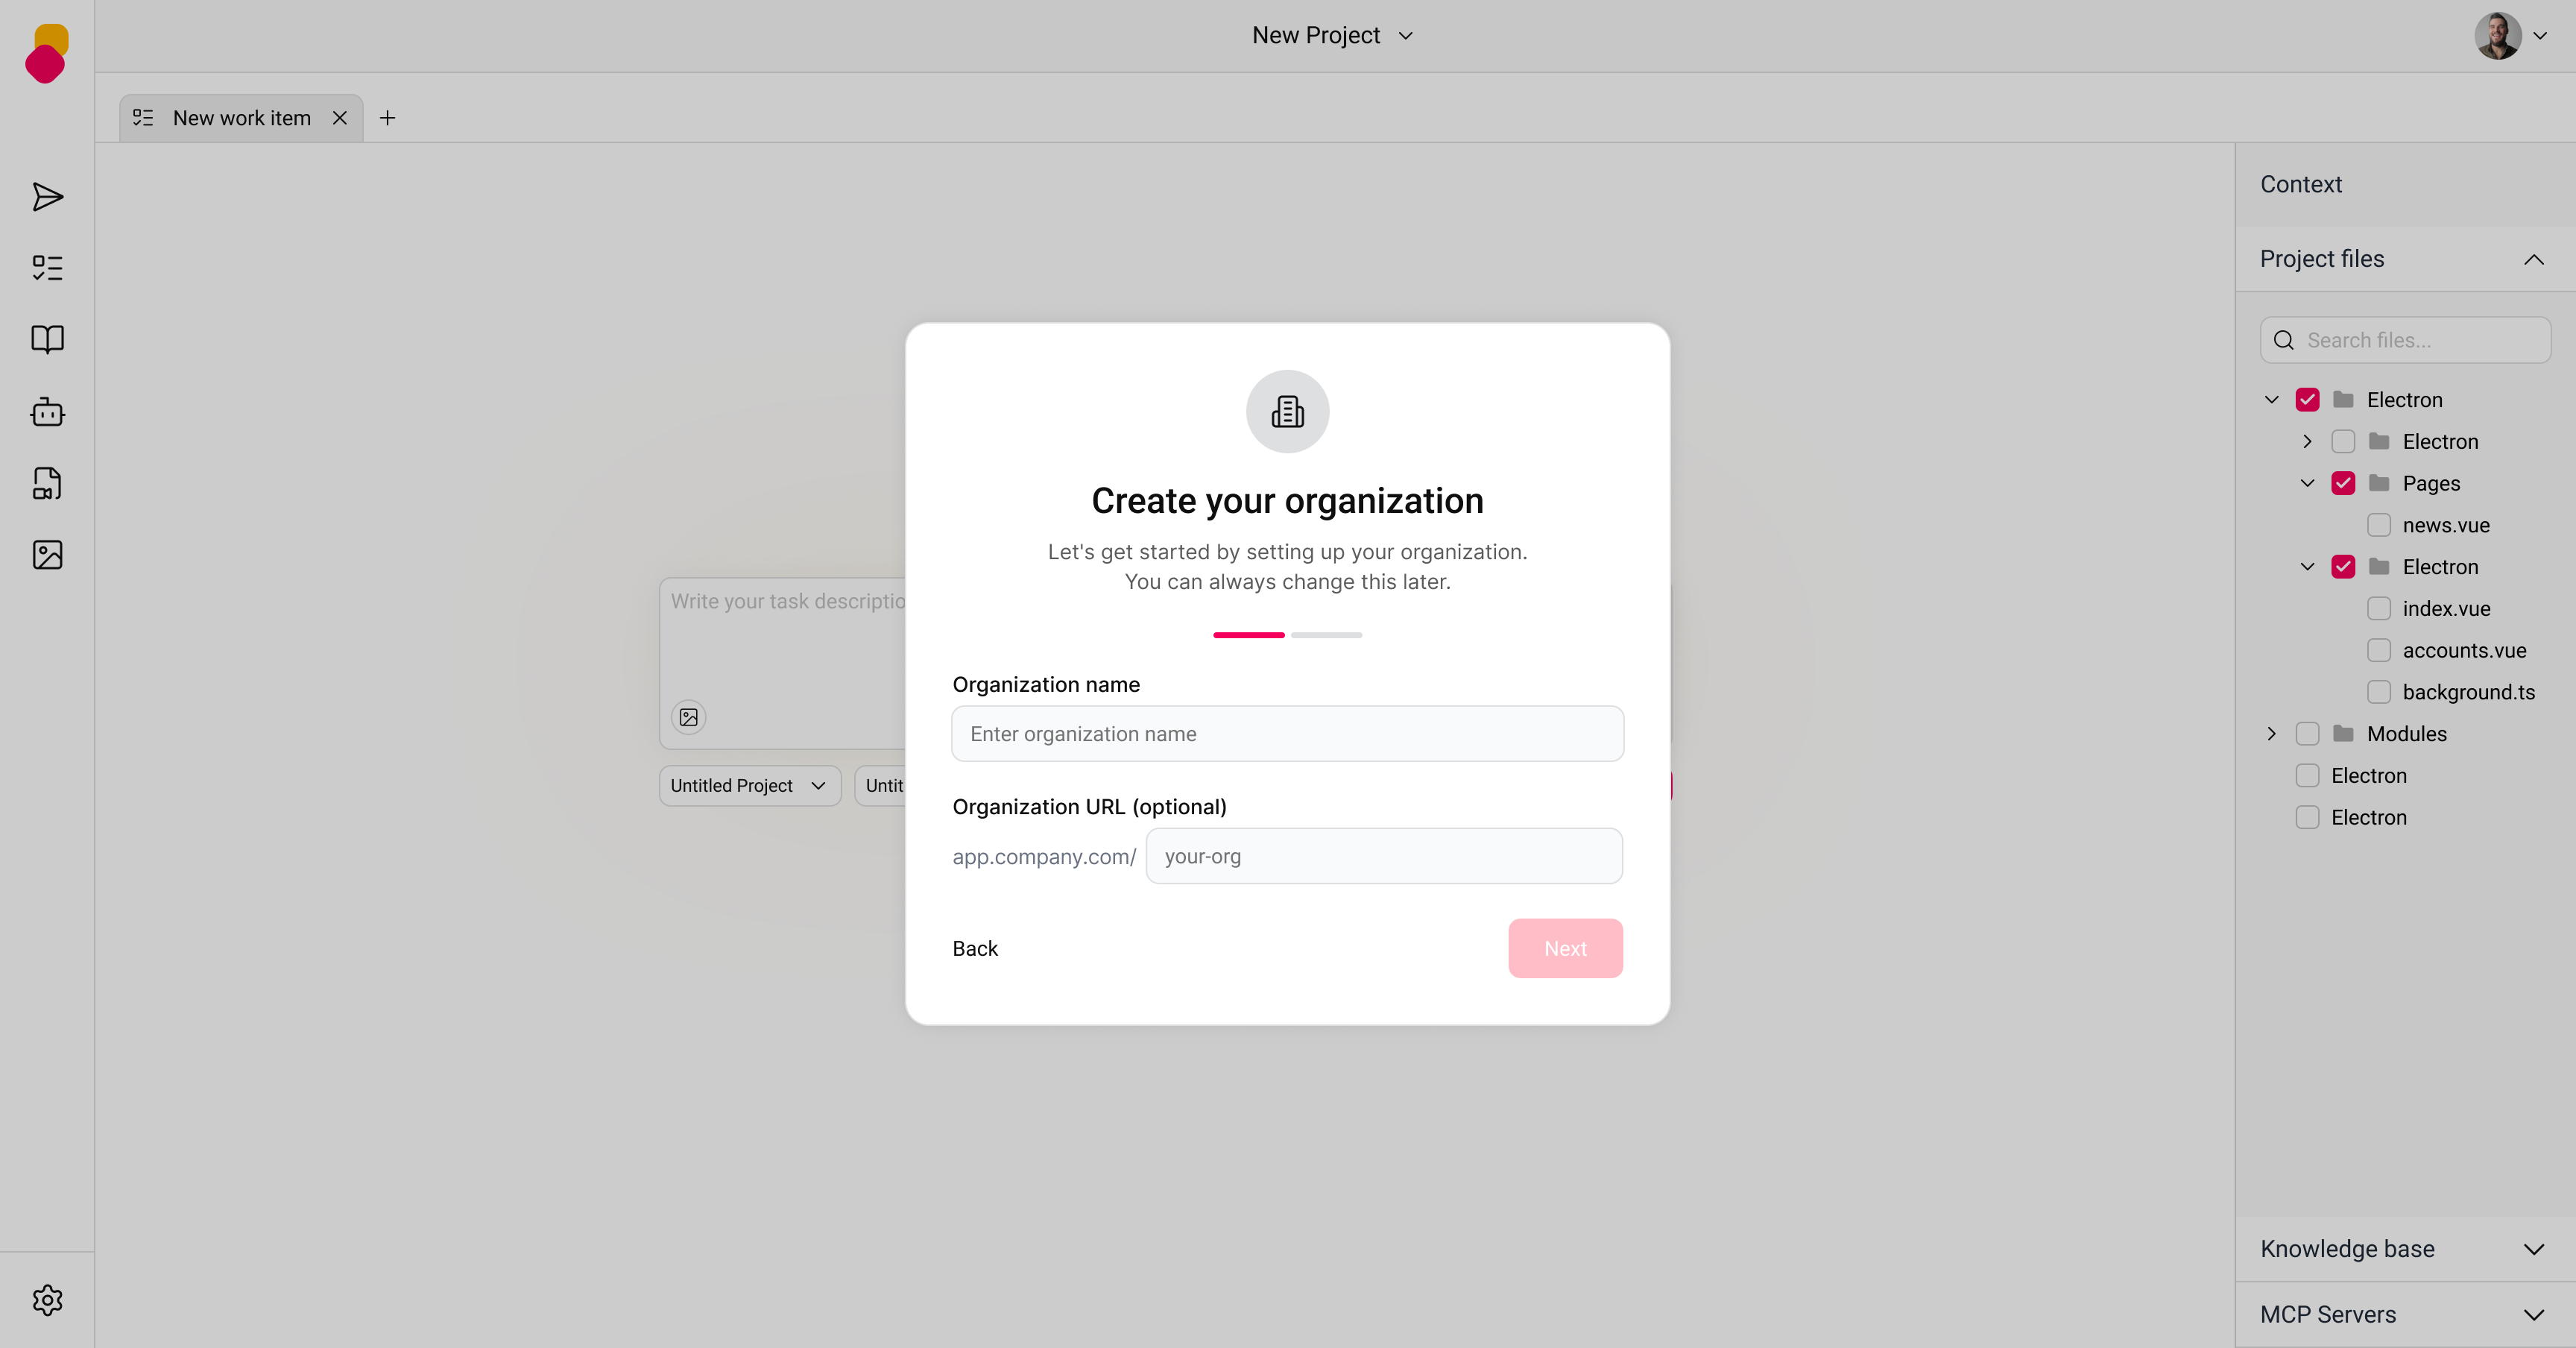 New Project
New work item
Context
Project files
Search files...
Electron
Electron
Pages
news.vue
Electron
index.vue
accounts.vue
background.ts
Modules
Electron
Electron
Knowledge base
MCP Servers
Write your task descriptio
Untitled Project
Untit
Create your organization
Let's get started by setting up your organization.
You can always change this later.
Organization name
Enter organization name
Organization URL (optional)
app.company.com/ your-org
Back
Next